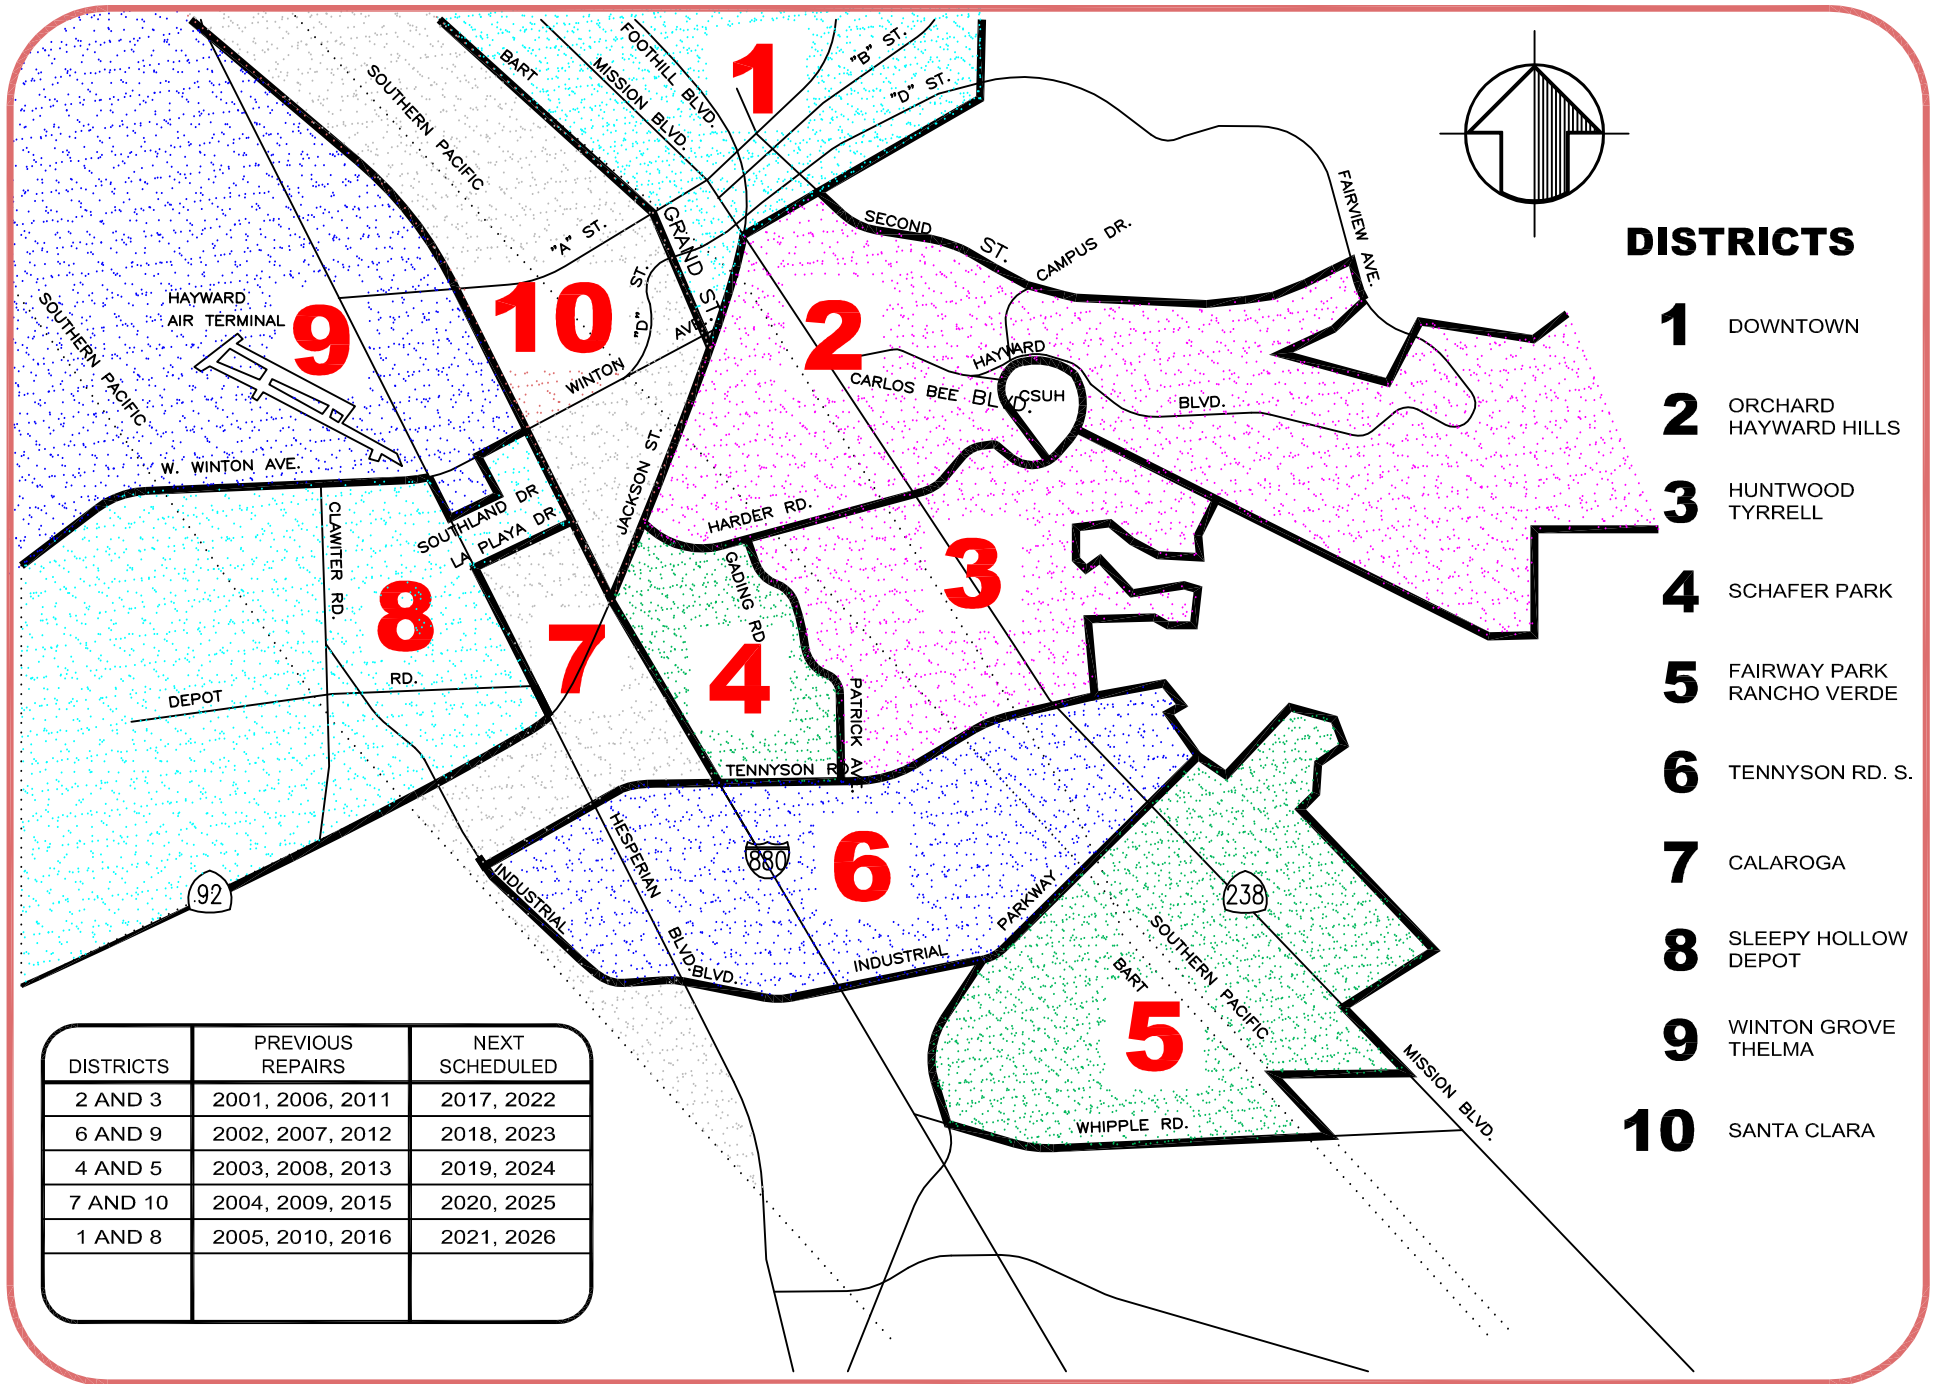 BART
FOOTHILL BLVD.
MISSION BLVD.
"B" ST.
"D" ST.
1
SOUTHERN PACIFIC
FAIRVIEW AVE.
GRAND ST.
"A" ST.
SECOND ST.
CAMPUS DR.
DISTRICTS
1 DOWNTOWN
2 ORCHARD
HAYWARD HILLS
3 HUNTWOOD
TYRRELL
4 SCHAFER PARK
5 FAIRWAY PARK
RANCHO VERDE
6 TENNYSON RD. S.
7 CALAROGA
8 SLEEPY HOLLOW
DEPOT
9 WINTON GROVE
THELMA
10 SANTA CLARA
SOUTHERN PACIFIC
HAYWARD
AIR TERMINAL
9
10
"D" ST.
WINTON AVE.
2
HAYWARD BLVD.
CARLOS BEE BLVD.
CSUH
W. WINTON AVE.
JACKSON ST.
SOUTHLAND DR
LA PLAYA DR
CLAWITER RD.
HARDER RD.
GADING RD
3
8
7
4
DEPOT RD.
PATRICK AV
TENNYSON RD
HESPERIAN BLVD.
880
6
INDUSTRIAL BLVD.
92
INDUSTRIAL PARKWAY
238
SOUTHERN PACIFIC
BART
5
MISSION BLVD.
WHIPPLE RD.
DISTRICTS PREVIOUS REPAIRS NEXT SCHEDULED
2 AND 3 2001, 2006, 2011 2017, 2022
6 AND 9 2002, 2007, 2012 2018, 2023
4 AND 5 2003, 2008, 2013 2019, 2024
7 AND 10 2004, 2009, 2015 2020, 2025
1 AND 8 2005, 2010, 2016 2021, 2026